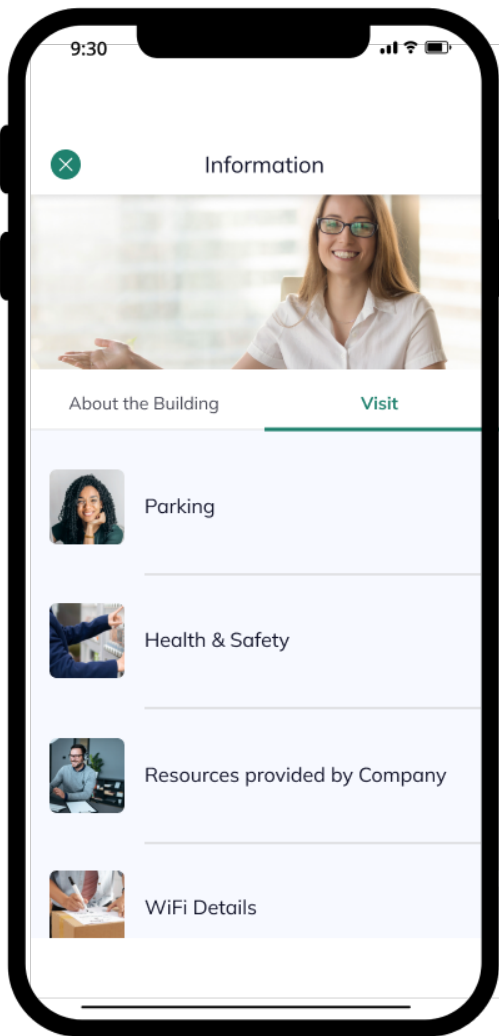 9:30
Information
About the Building
Visit
Parking
Health & Safety
Resources provided by Company
WiFi Details